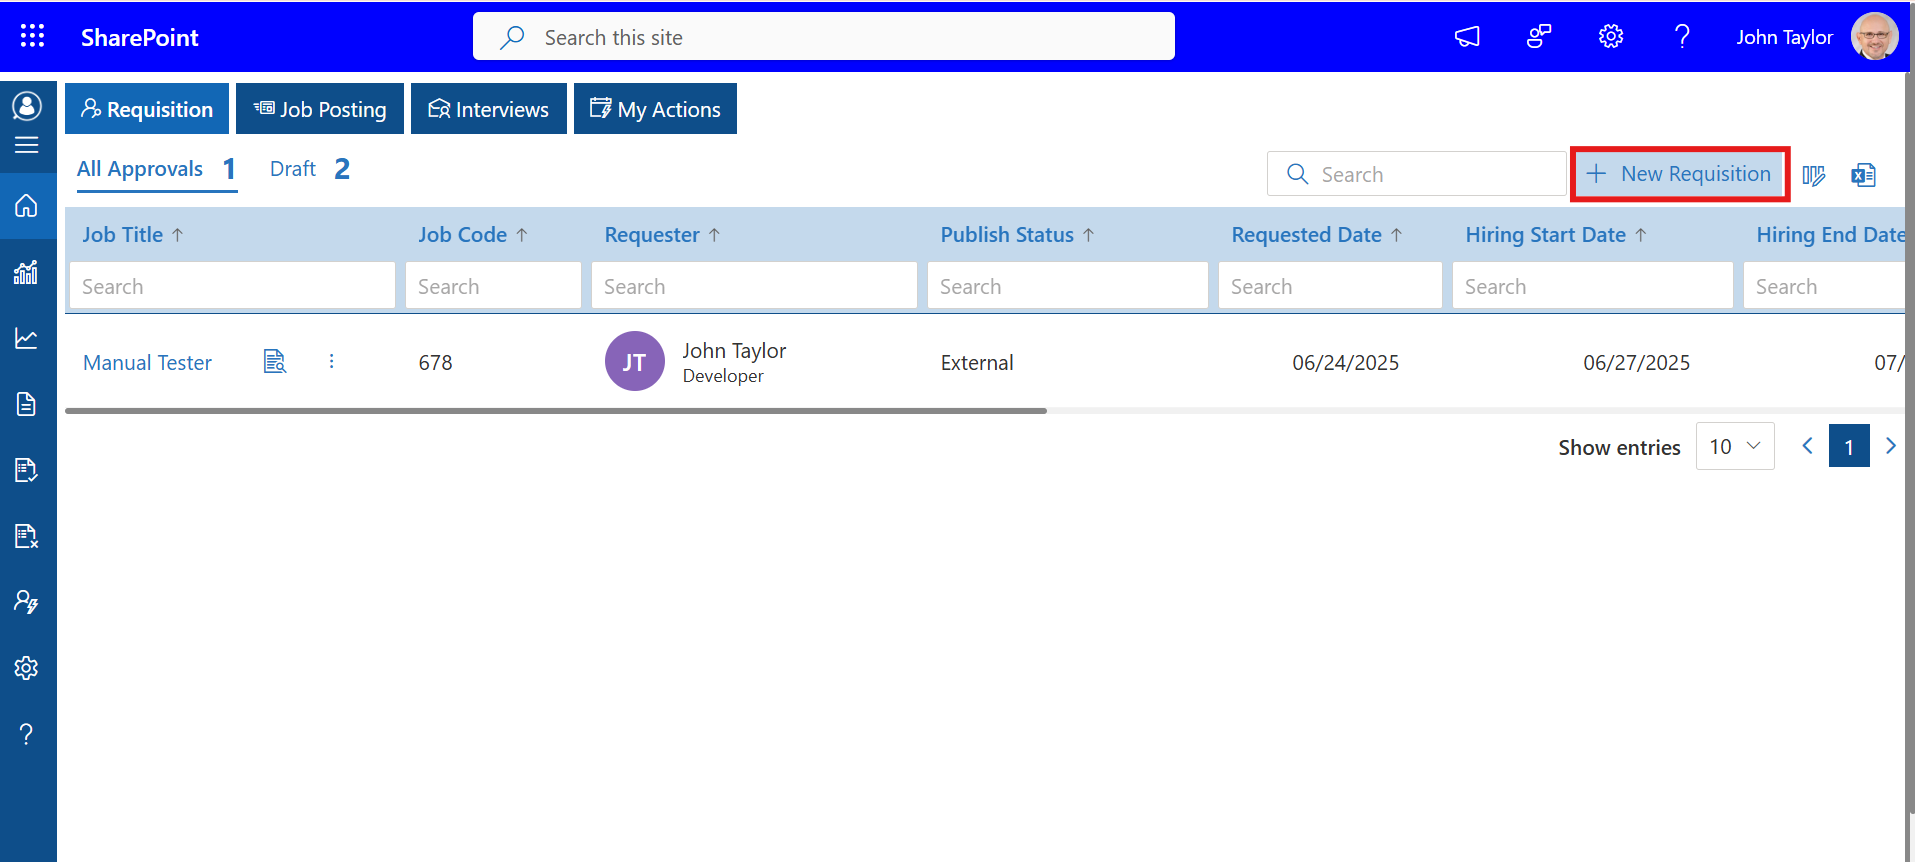 SharePoint
Search this site
John Taylor
Requisition
Job Posting
Interviews
My Actions
All Approvals 1
Draft 2
Search
New Requisition
Job Title Job Code Requester Publish Status Requested Date Hiring Start Date Hiring End Date
Search Search Search Search Search Search Search
Manual Tester 678 JT John Taylor External 06/24/2025 06/27/2025 07/
Developer
Show entries 10 1